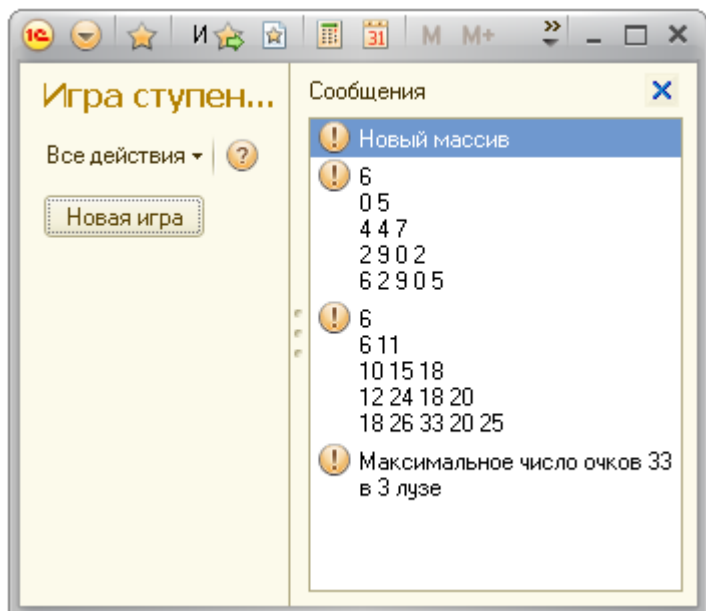 1С И 31 M M+
Игра ступен...
Все действия ?
Новая игра
Сообщения
Новый массив
6
0 5
4 4 7
2 9 0 2
6 2 9 0 5
6
6 11
10 15 18
12 24 18 20
18 26 33 20 25
Максимальное число очков 33
в 3 лузе